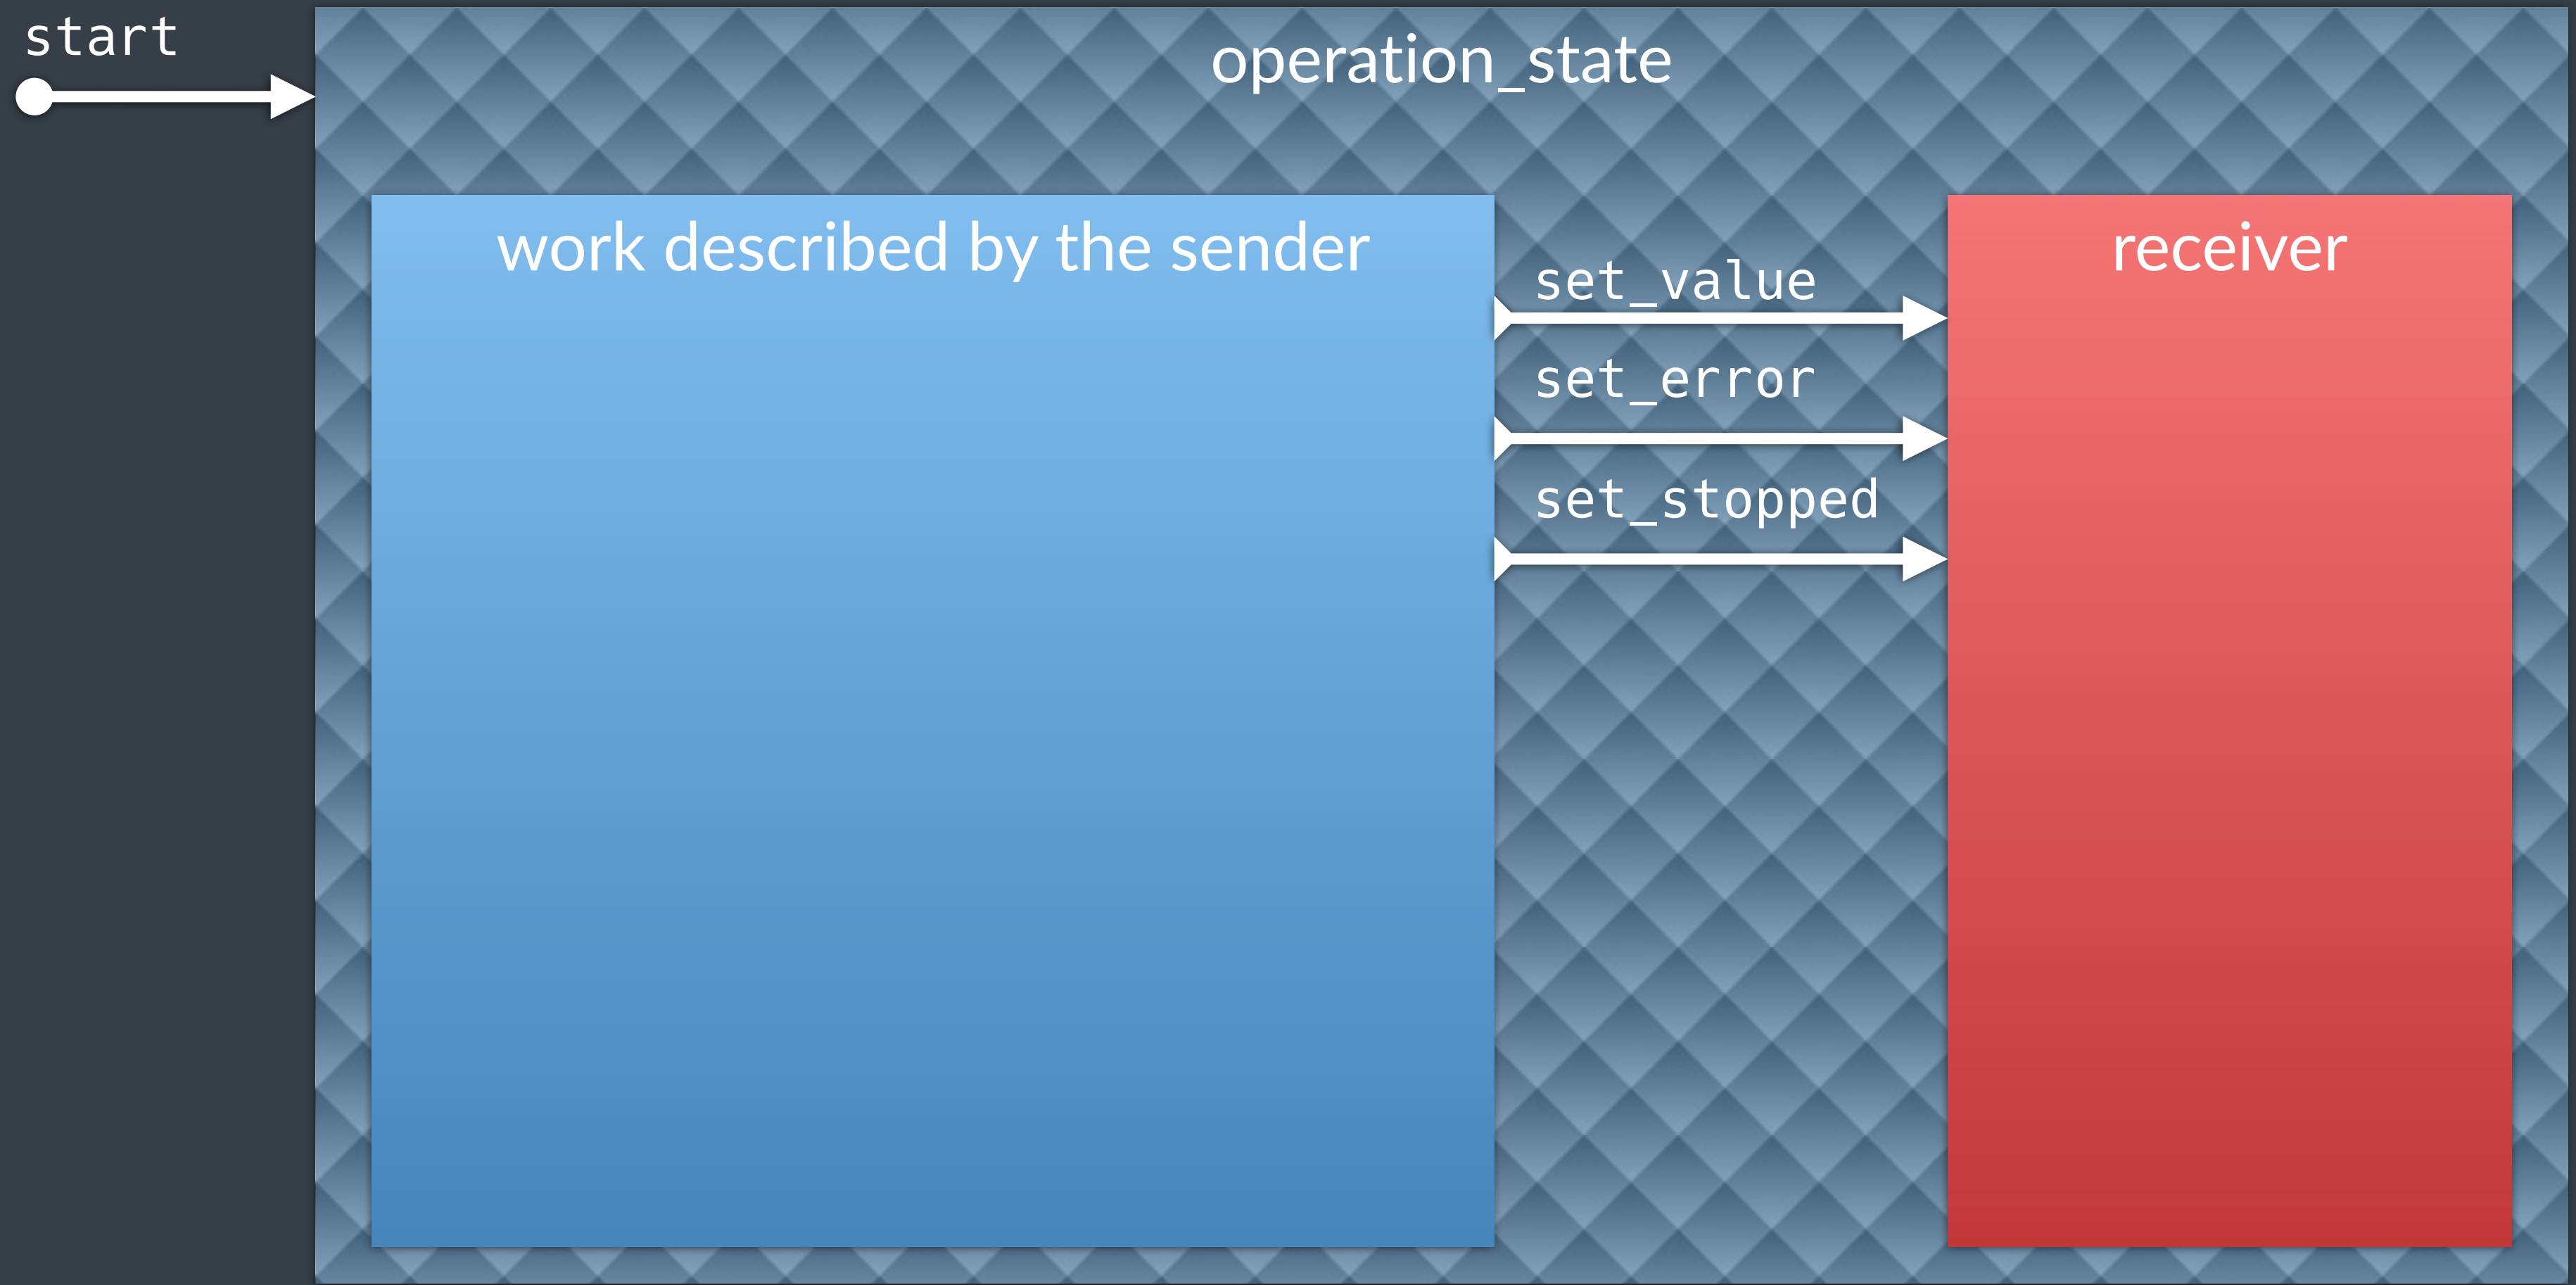 start
operation_state
work described by the sender
receiver
set_value
set_error
set_stopped